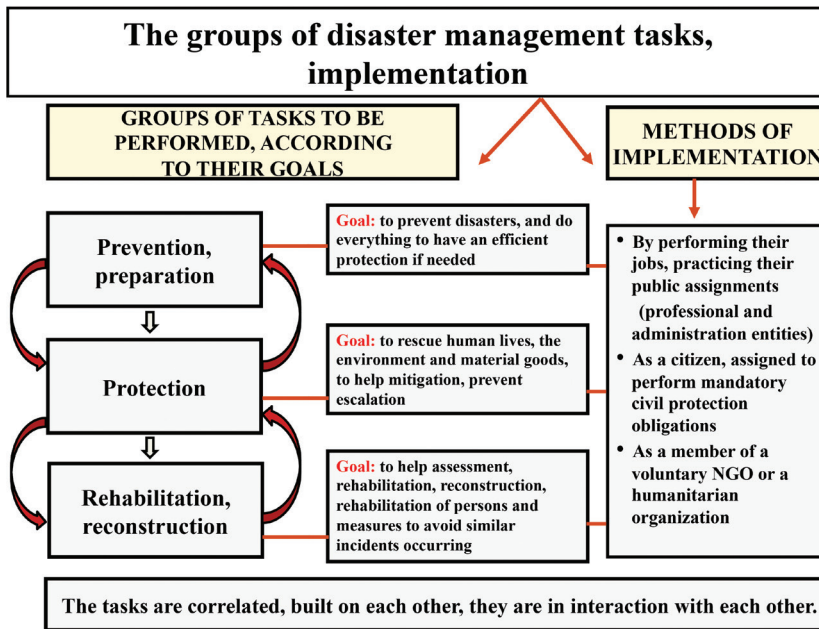 The groups of disaster management tasks,
implementation
GROUPS OF TASKS TO BE
PERFORMED, ACCORDING
TO THEIR GOALS
METHODS OF
IMPLEMENTATION
Prevention,
preparation
Goal: to prevent disasters, and do
everything to have an efficient
protection if needed
Protection
Goal: to rescue human lives, the
environment and material goods,
to help mitigation, prevent
escalation
Rehabilitation,
reconstruction
Goal: to help assessment,
rehabilitation, reconstruction,
rehabilitation of persons and
measures to avoid similar
incidents occurring
• By performing their
jobs, practicing their
public assignments
(professional and
administration entities)
• As a citizen, assigned to
perform mandatory
civil protection
obligations
• As a member of a
voluntary NGO or a
humanitarian
organization
The tasks are correlated, built on each other, they are in interaction with each other.